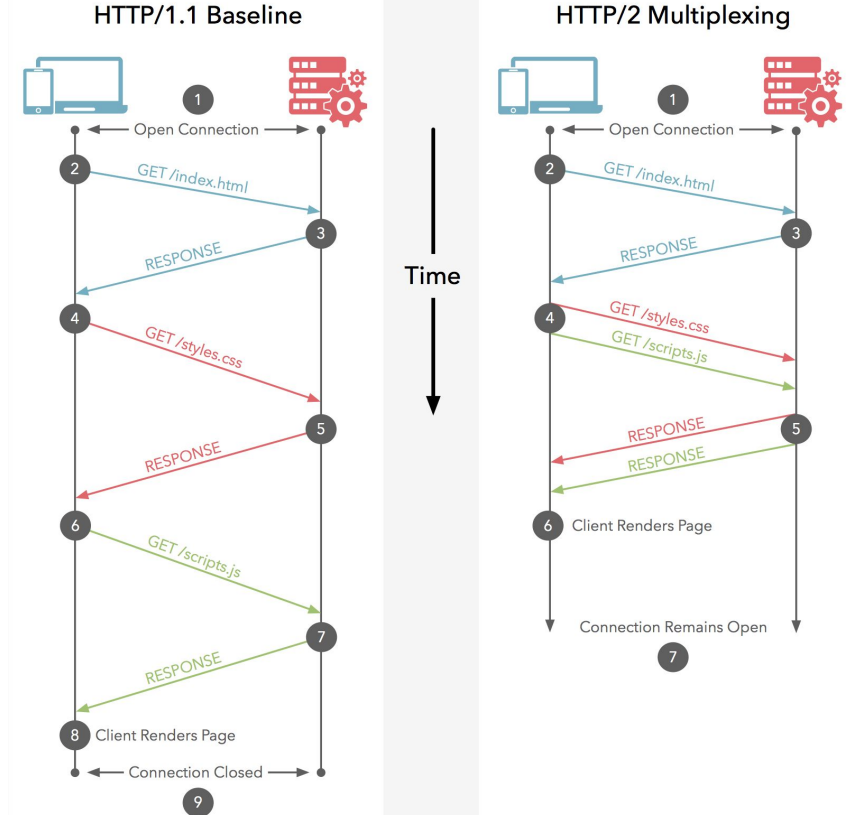 HTTP/1.1 Baseline
1
Open Connection
2
GET /index.html
3
RESPONSE
4
GET /styles.css
5
RESPONSE
6
GET /scripts.js
7
RESPONSE
8 Client Renders Page
Connection Closed
9
Time
HTTP/2 Multiplexing
1
Open Connection
2
GET /index.html
3
RESPONSE
4
GET /styles.css
GET /scripts.js
5
RESPONSE
RESPONSE
6 Client Renders Page
Connection Remains Open
7